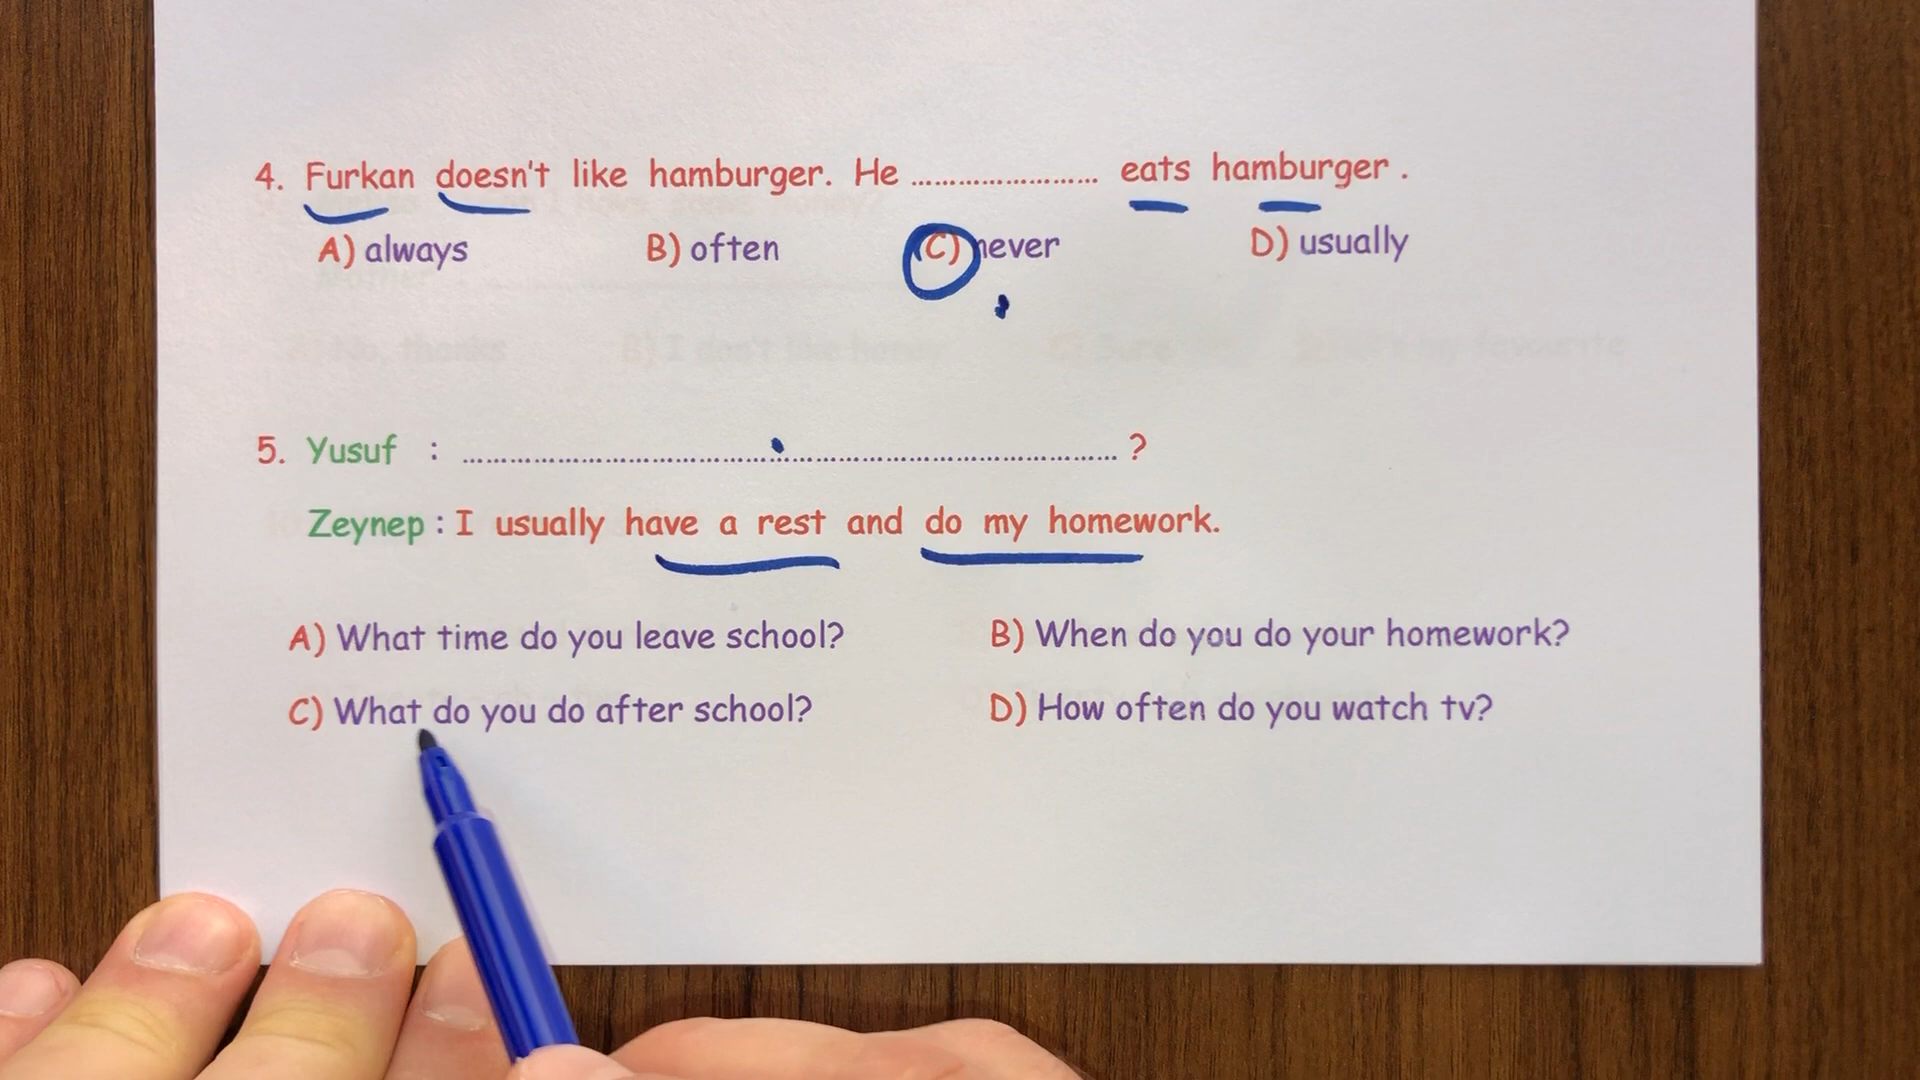 4. Furkan doesn't like hamburger. He ........................ eats hamburger .
A) always B) often C) never D) usually
5. Yusuf : ........................................................................ ?
Zeynep : I usually have a rest and do my homework.
A) What time do you leave school? B) When do you do your homework?
C) What do you do after school? D) How often do you watch tv?